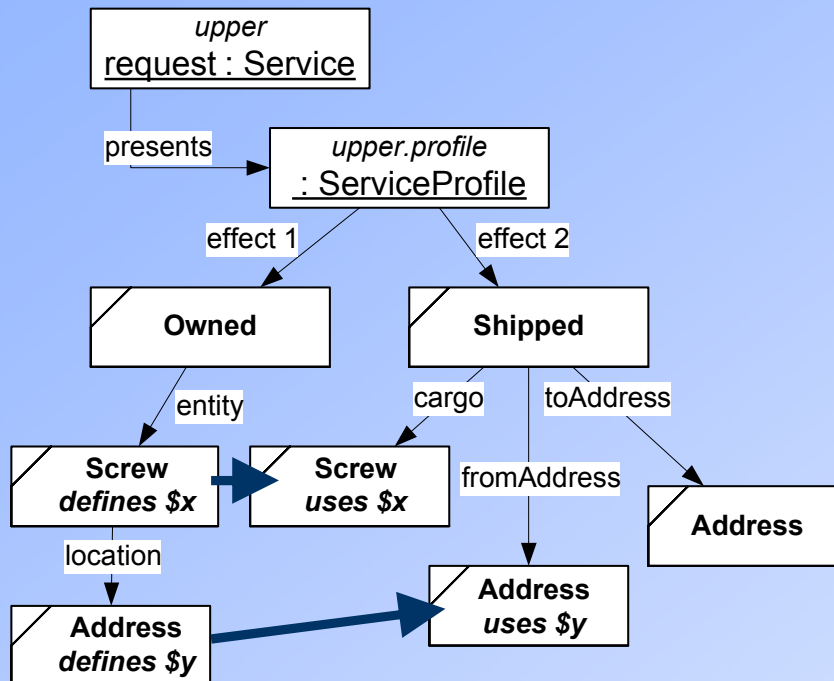 upper
request : Service
presents
upper.profile
: ServiceProfile
effect 1
effect 2
Owned
Shipped
entity
cargo
toAddress
Screw
defines $x
Screw
uses $x
fromAddress
Address
location
Address
defines $y
Address
uses $y